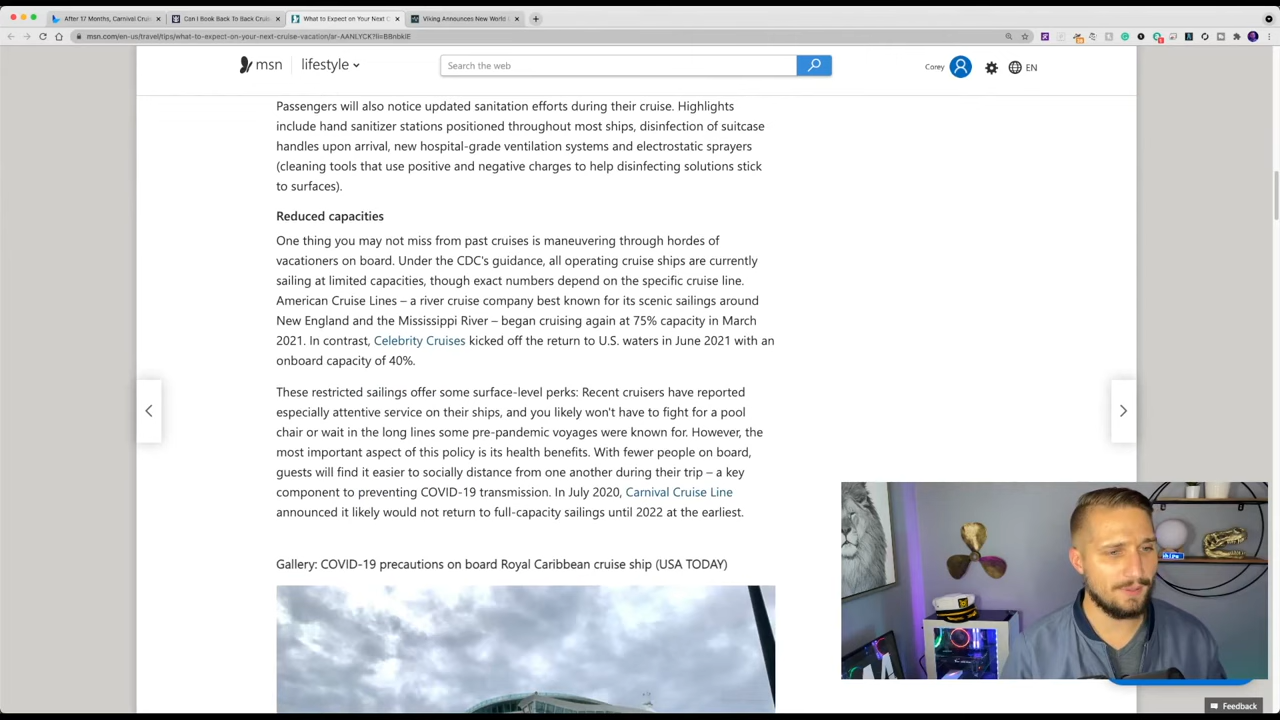 After 17 Months, Carnival Crui
Can I Book Back To Back Cruise
What to Expect on Your Next C
Viking Announces New World
msn.com/en-us/travel/tips/what-to-expect-on-your-next-cruise-vacation/sr-AANLYCK?li=BBnbklE
msn
lifestyle
Search the web
Corey
EN
Passengers will also notice updated sanitation efforts during their cruise. Highlights
include hand sanitizer stations positioned throughout most ships, disinfection of suitcase
handles upon arrival, new hospital-grade ventilation systems and electrostatic sprayers
(cleaning tools that use positive and negative charges to help disinfecting solutions stick
to surfaces).
Reduced capacities
One thing you may not miss from past cruises is maneuvering through hordes of
vacationers on board. Under the CDC's guidance, all operating cruise ships are currently
sailing at limited capacities, though exact numbers depend on the specific cruise line.
American Cruise Lines – a river cruise company best known for its scenic sailings around
New England and the Mississippi River – began cruising again at 75% capacity in March
2021. In contrast, Celebrity Cruises kicked off the return to U.S. waters in June 2021 with an
onboard capacity of 40%.
These restricted sailings offer some surface-level perks: Recent cruisers have reported
especially attentive service on their ships, and you likely won't have to fight for a pool
chair or wait in the long lines some pre-pandemic voyages were known for. However, the
most important aspect of this policy is its health benefits. With fewer people on board,
guests will find it easier to socially distance from one another during their trip – a key
component to preventing COVID-19 transmission. In July 2020, Carnival Cruise Line
announced it likely would not return to full-capacity sailings until 2022 at the earliest.
Gallery: COVID-19 precautions on board Royal Caribbean cruise ship (USA TODAY)
Feedback